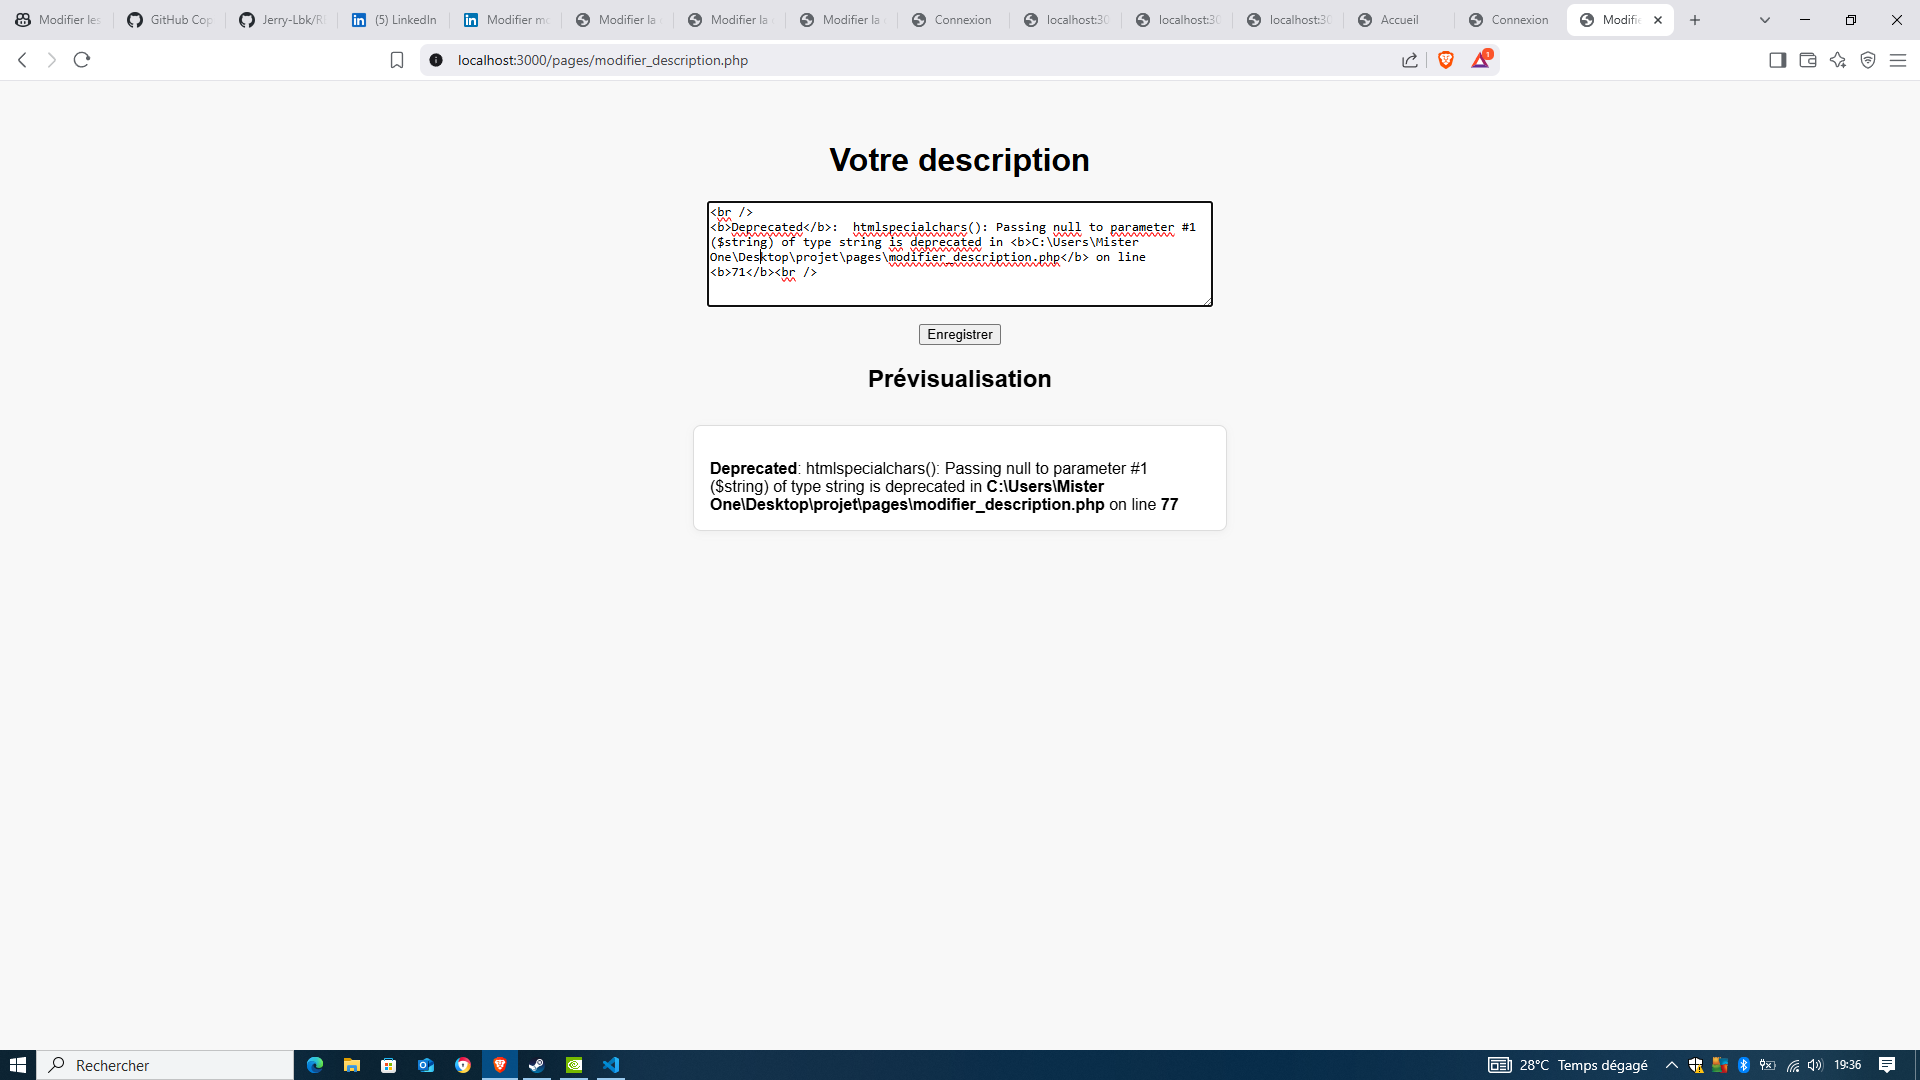 Modifier les
GitHub Cop
Jerry-Lbk/RI
(5) LinkedIn
Modifier mo
Modifier la
Modifier la
Modifier la
Connexion
localhost:30
localhost:30
localhost:30
Accueil
Connexion
Modifie
localhost:3000/pages/modifier_description.php
1
Votre description
<br />
<b>Deprecated</b>:  htmlspecialchars(): Passing null to parameter #1
($string) of type string is deprecated in <b>C:\Users\Mister
One\Desktop\projet\pages\modifier_description.php</b> on line
<b>71</b><br />
Enregistrer
Prévisualisation
Deprecated: htmlspecialchars(): Passing null to parameter #1
($string) of type string is deprecated in C:\Users\Mister
One\Desktop\projet\pages\modifier_description.php on line 77
Rechercher
28°C Temps dégagé
19:36